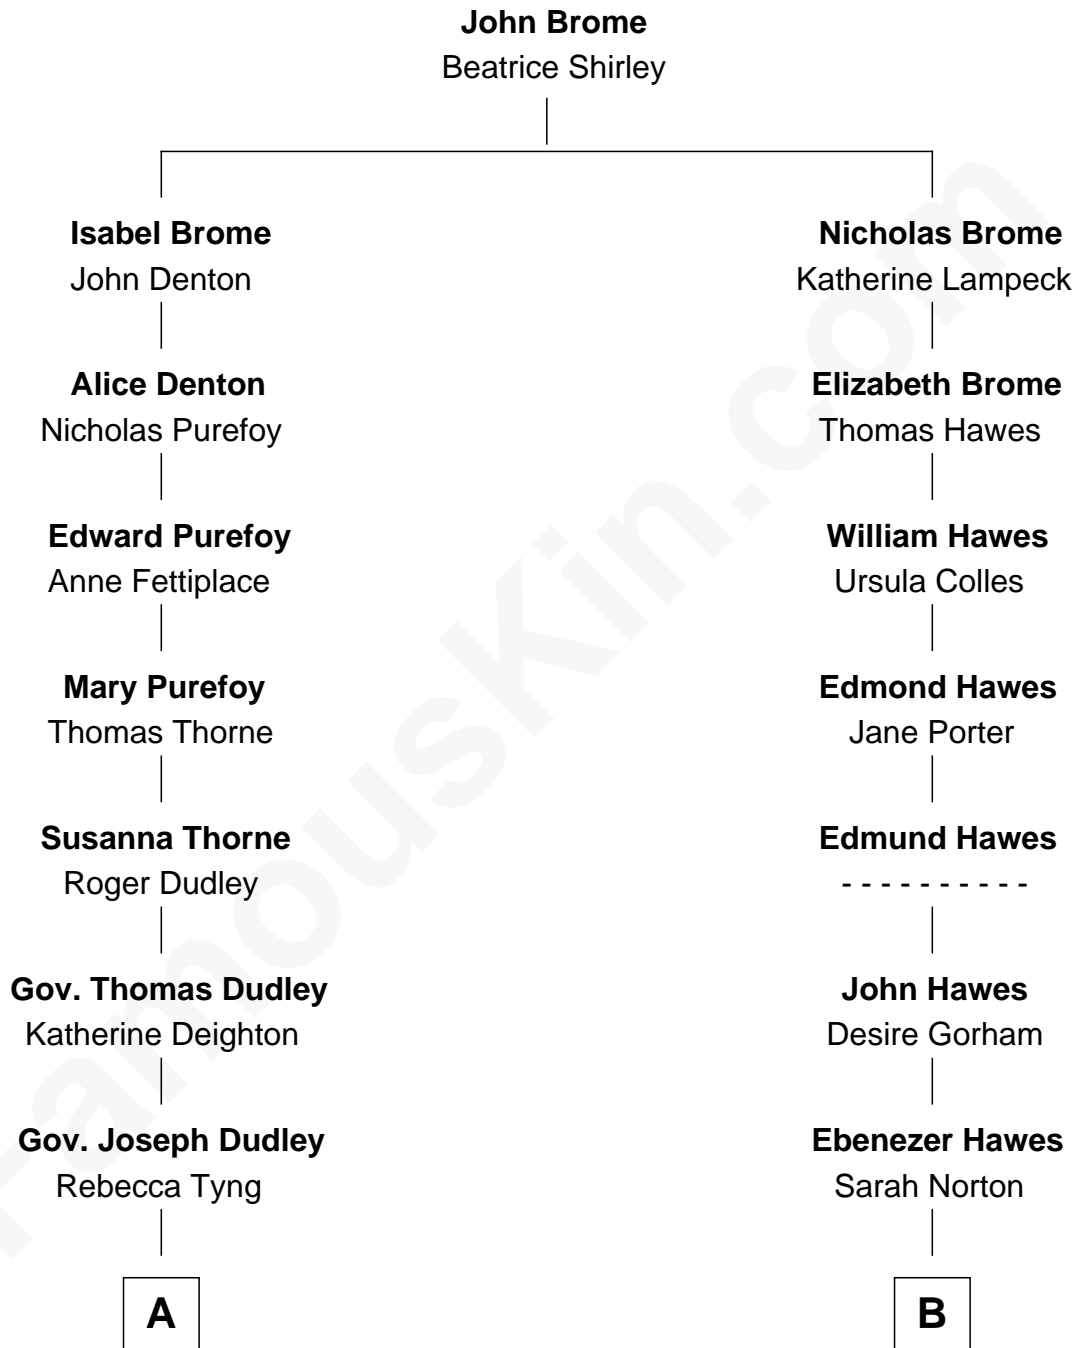 John Brome
Beatrice Shirley
Isabel Brome
John Denton
Alice Denton
Nicholas Purefoy
Edward Purefoy
Anne Fettiplace
Mary Purefoy
Thomas Thorne
Susanna Thorne
Roger Dudley
Gov. Thomas Dudley
Katherine Deighton
Gov. Joseph Dudley
Rebecca Tyng
A
Nicholas Brome
Katherine Lampeck
Elizabeth Brome
Thomas Hawes
William Hawes
Ursula Colles
Edmond Hawes
Jane Porter
Edmund Hawes
- - - - - - - - - -
John Hawes
Desire Gorham
Ebenezer Hawes
Sarah Norton
B
FamousKin.com